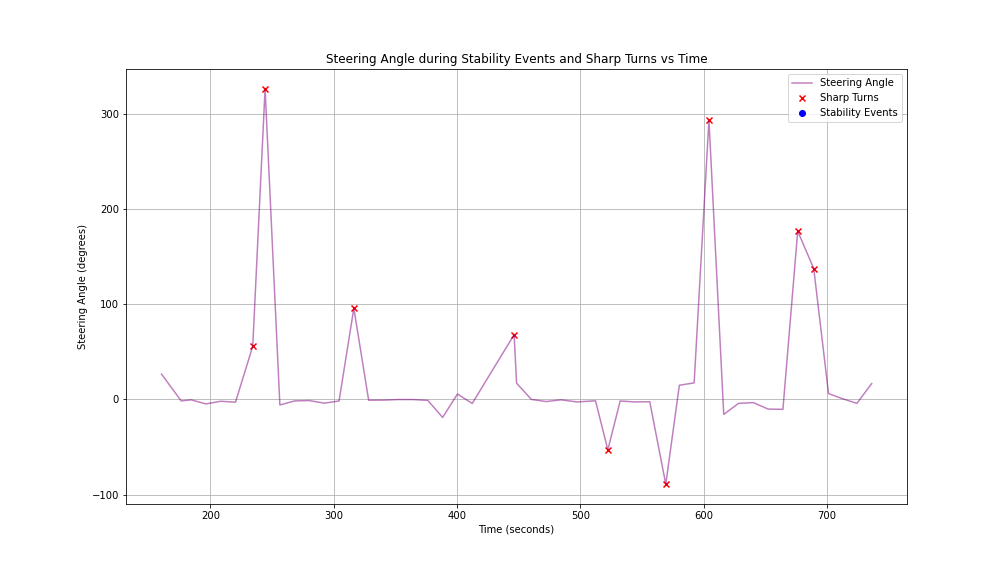 Steering Angle during Stability Events and Sharp Turns vs Time
Steering Angle
Sharp Turns
Stability Events
Steering Angle (degrees)
300
200
100
0
−100
200 300 400 500 600 700
Time (seconds)